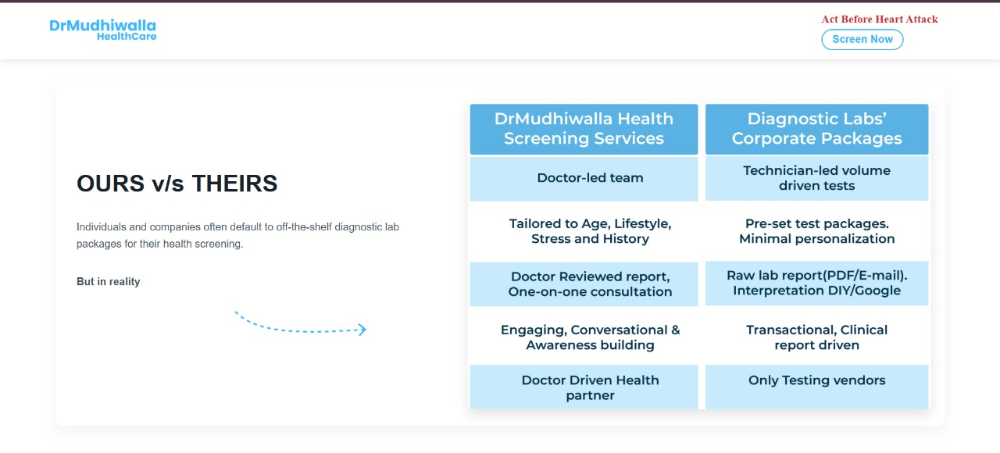 DrMudhiwalla
HealthCare
Act Before Heart Attack
Screen Now
OURS v/s THEIRS
Individuals and companies often default to off-the-shelf diagnostic lab
packages for their health screening.
But in reality
DrMudhiwalla Health
Screening Services
Diagnostic Labs’
Corporate Packages
Doctor-led team
Technician-led volume
driven tests
Tailored to Age, Lifestyle,
Stress and History
Pre-set test packages.
Minimal personalization
Doctor Reviewed report,
One-on-one consultation
Raw lab report(PDF/E-mail).
Interpretation DIY/Google
Engaging, Conversational &
Awareness building
Transactional, Clinical
report driven
Doctor Driven Health
partner
Only Testing vendors